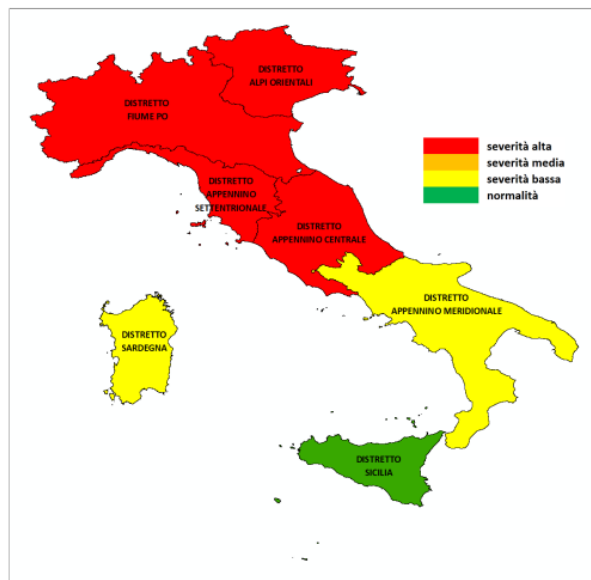 DISTRETTO
ALPI ORIENTALI
DISTRETTO
FIUME PO
severità alta
severità media
severità bassa
normalità
DISTRETTO
APPENNINO
SETTENTRIONALE
DISTRETTO
APPENNINO CENTRALE
DISTRETTO
APPENNINO MERIDIONALE
DISTRETTO
SARDEGNA
DISTRETTO
SICILIA